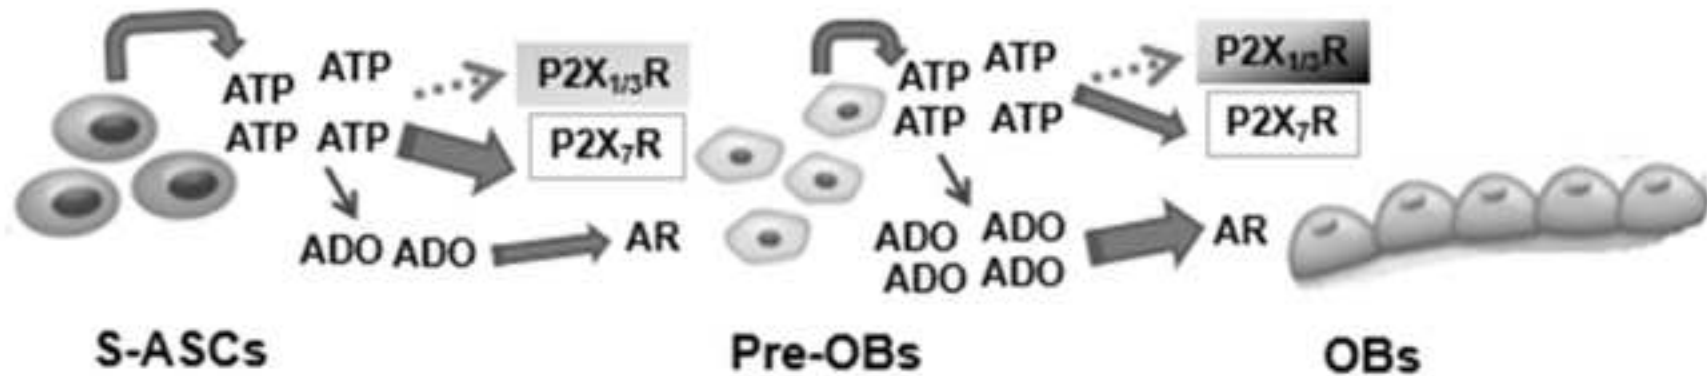 ATP ATP
ATP ATP
P2X1/3R
P2X7R
ADO ADO
AR
ATP ATP
ATP ATP
P2X1/3R
P2X7R
ADO ADO
ADO ADO
AR
S-ASCs
Pre-OBs
OBs